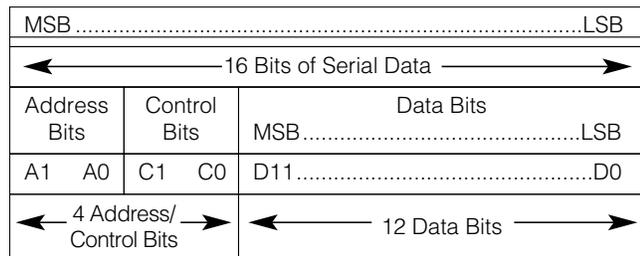 MSB..................................................................................LSB
16 Bits of Serial Data
Address Bits
Control Bits
Data Bits
MSB.............................................LSB
A1 A0 C1 C0 D11................................................D0
4 Address/
Control Bits
12 Data Bits